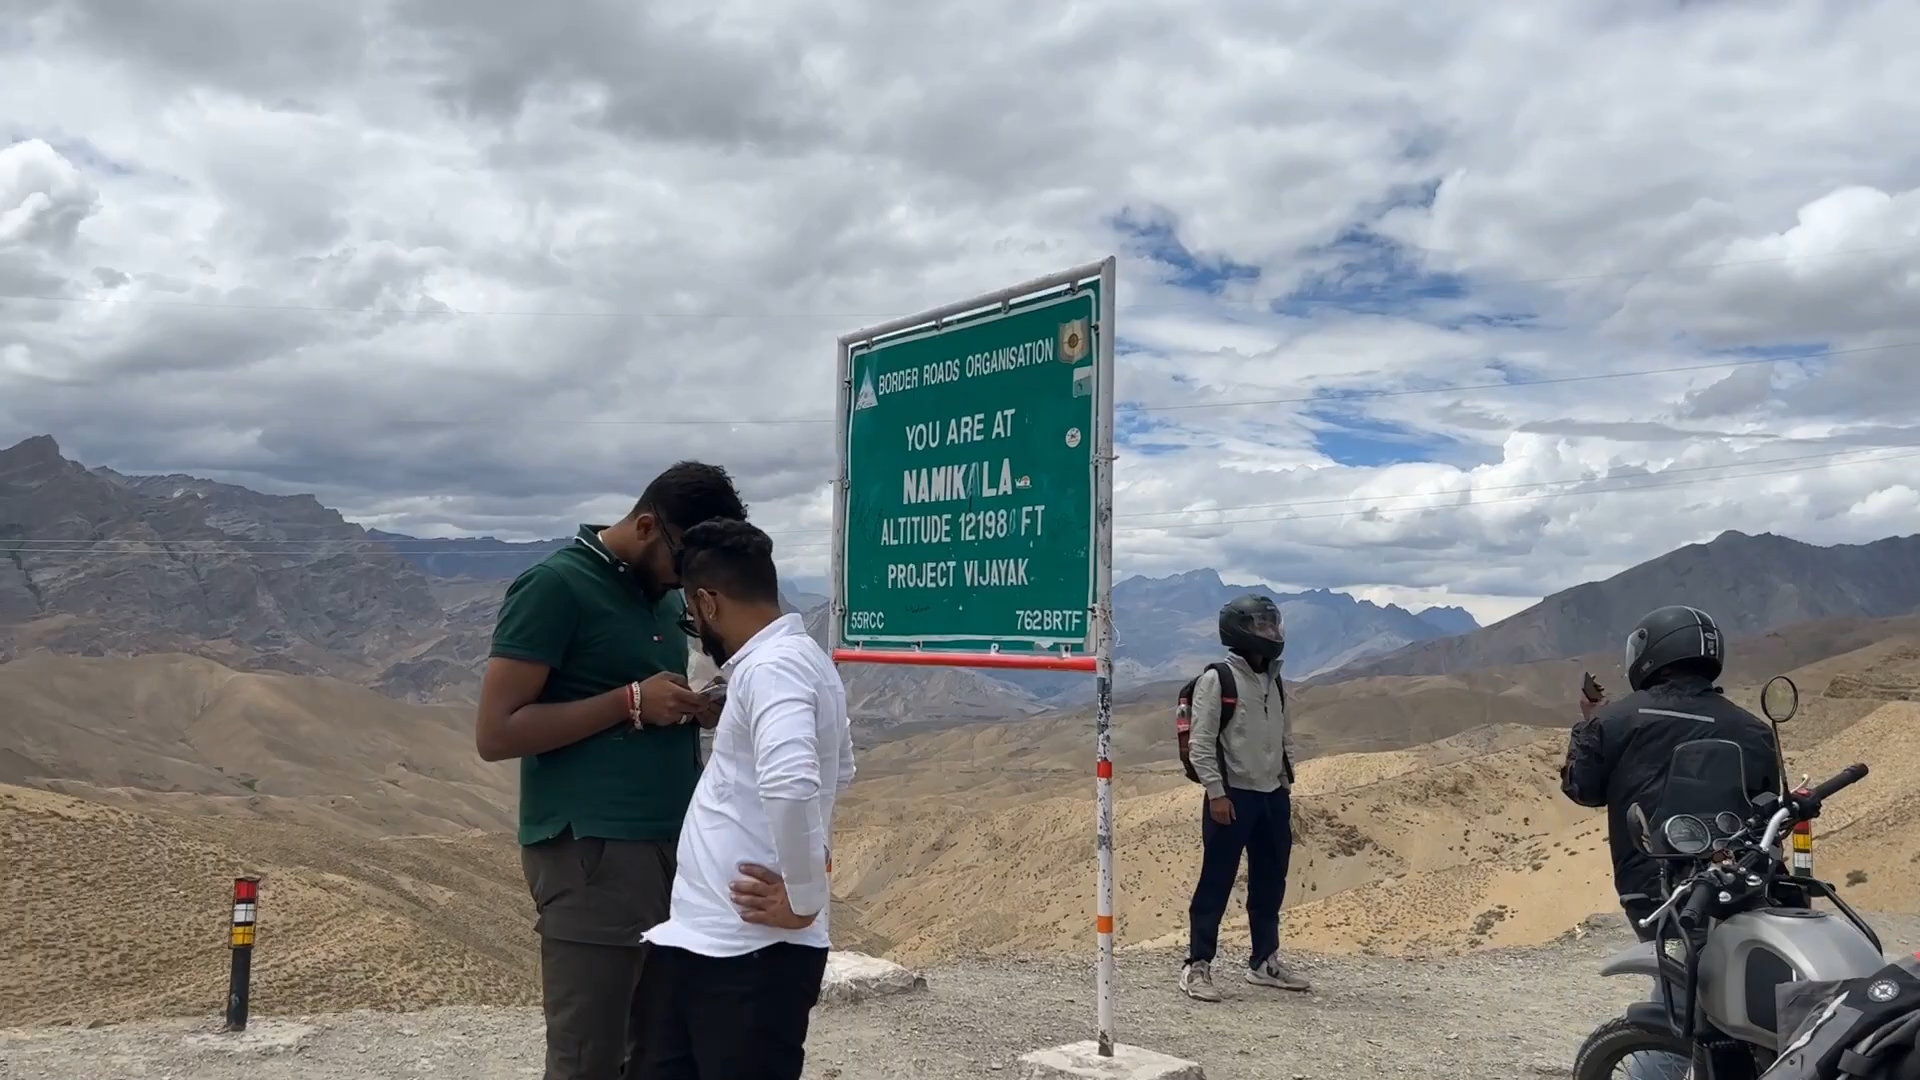 BORDER ROADS ORGANISATION
YOU ARE AT
NAMIKALA
ALTITUDE 12198 FT
PROJECT VIJAYAK
55RCC 762BRTF